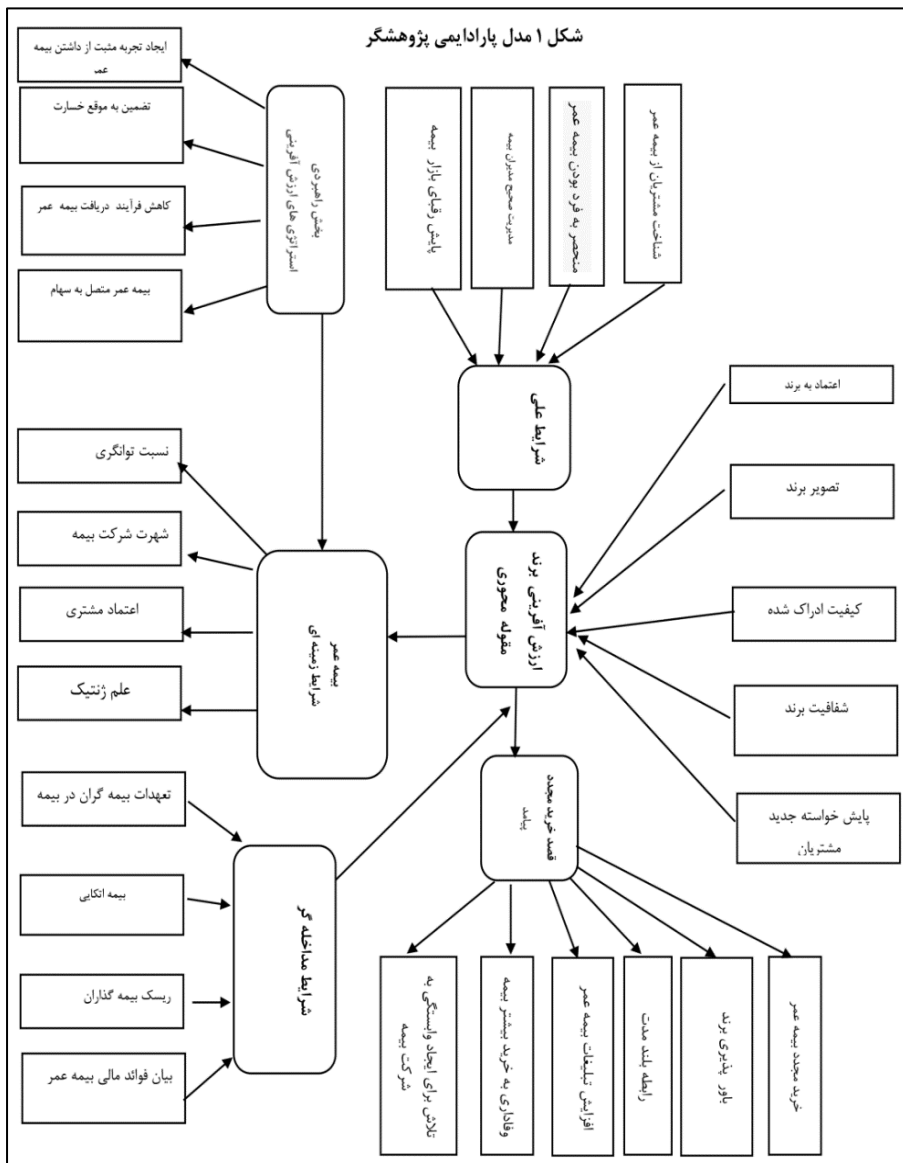 شکل ۱ مدل پارادایمی پژوهشگر
شناخت مشتریان از بیمه عمر
منحصر به فرد بودن بیمه عمر
مدیریت صحیح مدیران بیمه
پایش رقبای بازار بیمه
شرایط علی
اعتماد به برند
تصویر برند
کیفیت ادراک شده
شفافیت برند
پایش خواسته جدید
مشتریان
ارزش آفرینی برند
مقوله محوری
قصد خرید مجدد
پیامد
خرید مجدد بیمه عمر
باور پذیری برند
رابطه بلند مدت
افزایش تبلیغات بیمه عمر
وفاداری به خرید بیشتر بیمه
تلاش برای ایجاد وابستگی به
شرکت بیمه
بخش راهبردی
استراتژی های ارزش آفرینی
ایجاد تجربه مثبت از داشتن بیمه
عمر
تضمین به موقع خسارت
کاهش فرآیند دریافت بیمه عمر
بیمه عمر متصل به سهام
بیمه عمر
شرایط زمینه ای
نسبت توانگری
شهرت شرکت بیمه
اعتماد مشتری
علم ژنتیک
شرایط مداخله گر
تعهدات بیمه گران در بیمه
بیمه اتکایی
ریسک بیمه گذاران
بیان فوائد مالی بیمه عمر